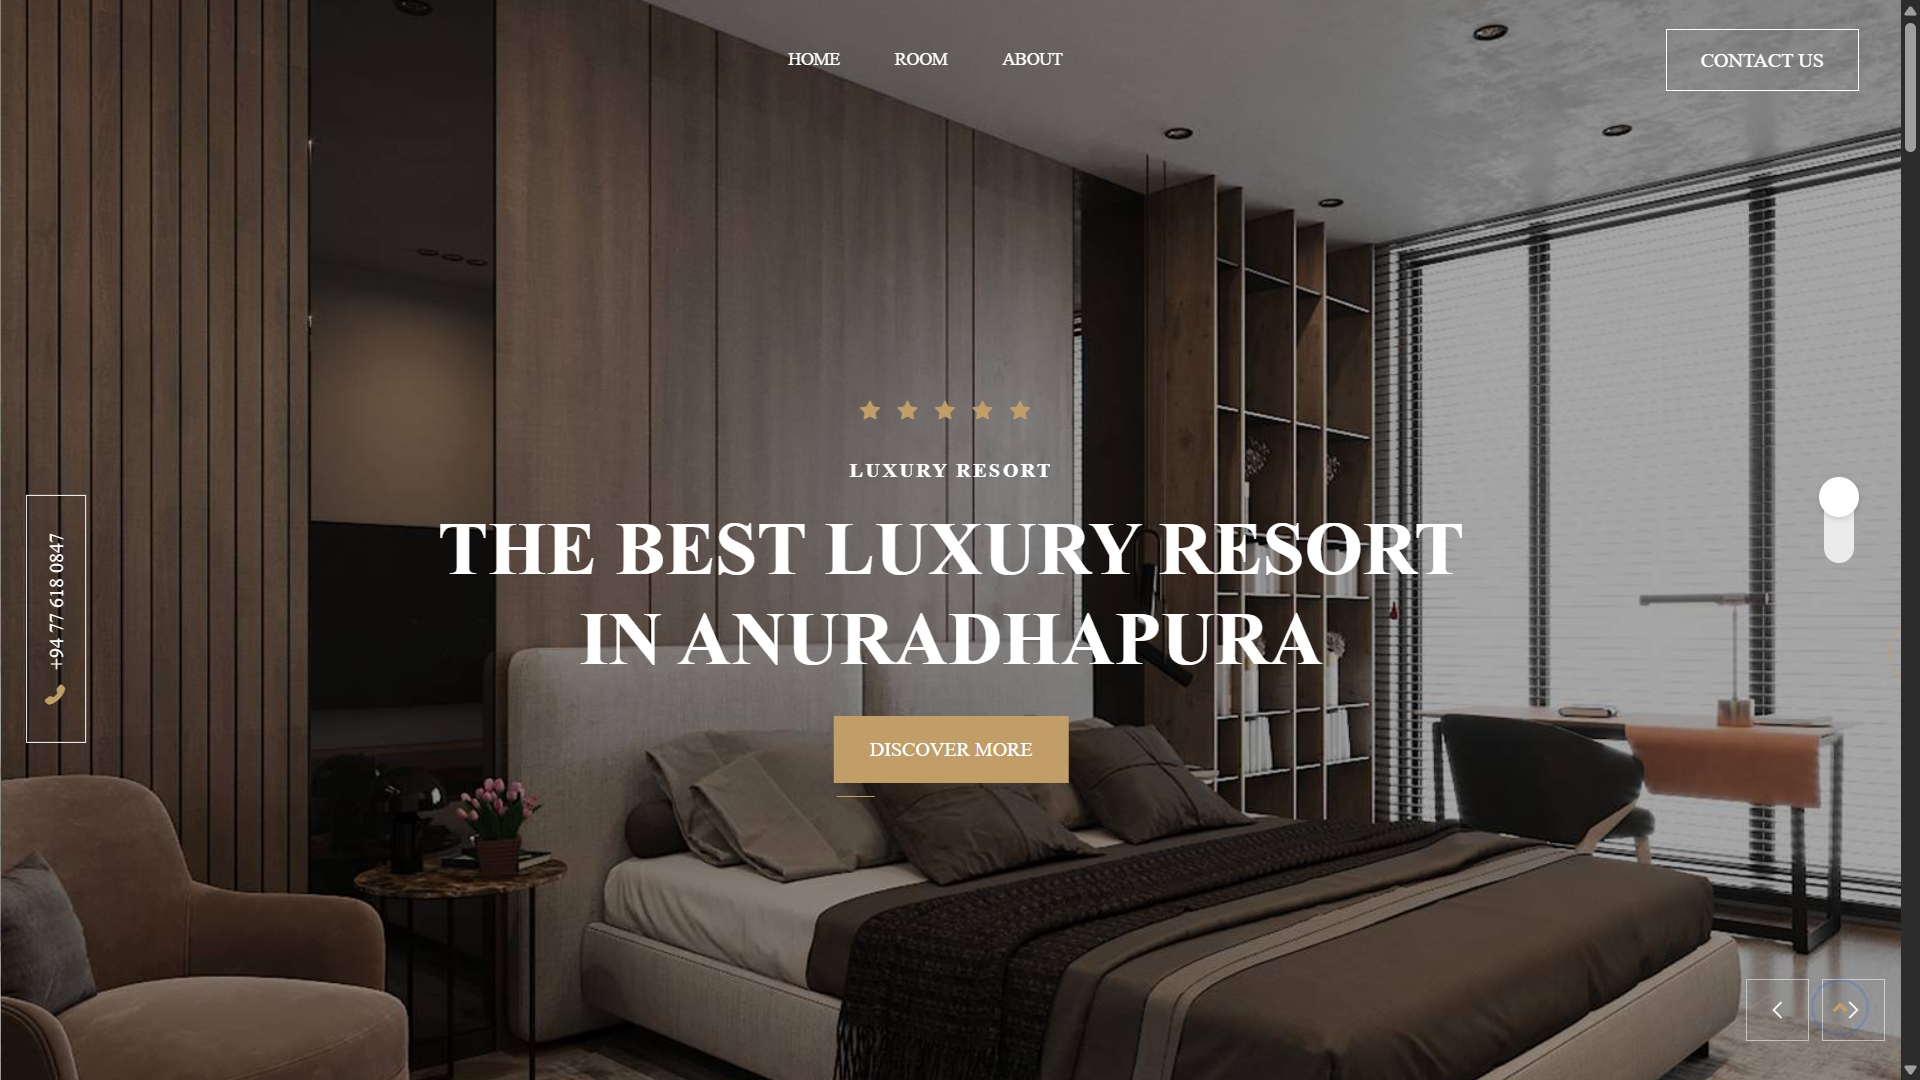 HOME
ROOM
ABOUT
CONTACT US
LUXURY RESORT
THE BEST LUXURY RESORT
IN ANURADHAPURA
+94 77 618 0847
DISCOVER MORE